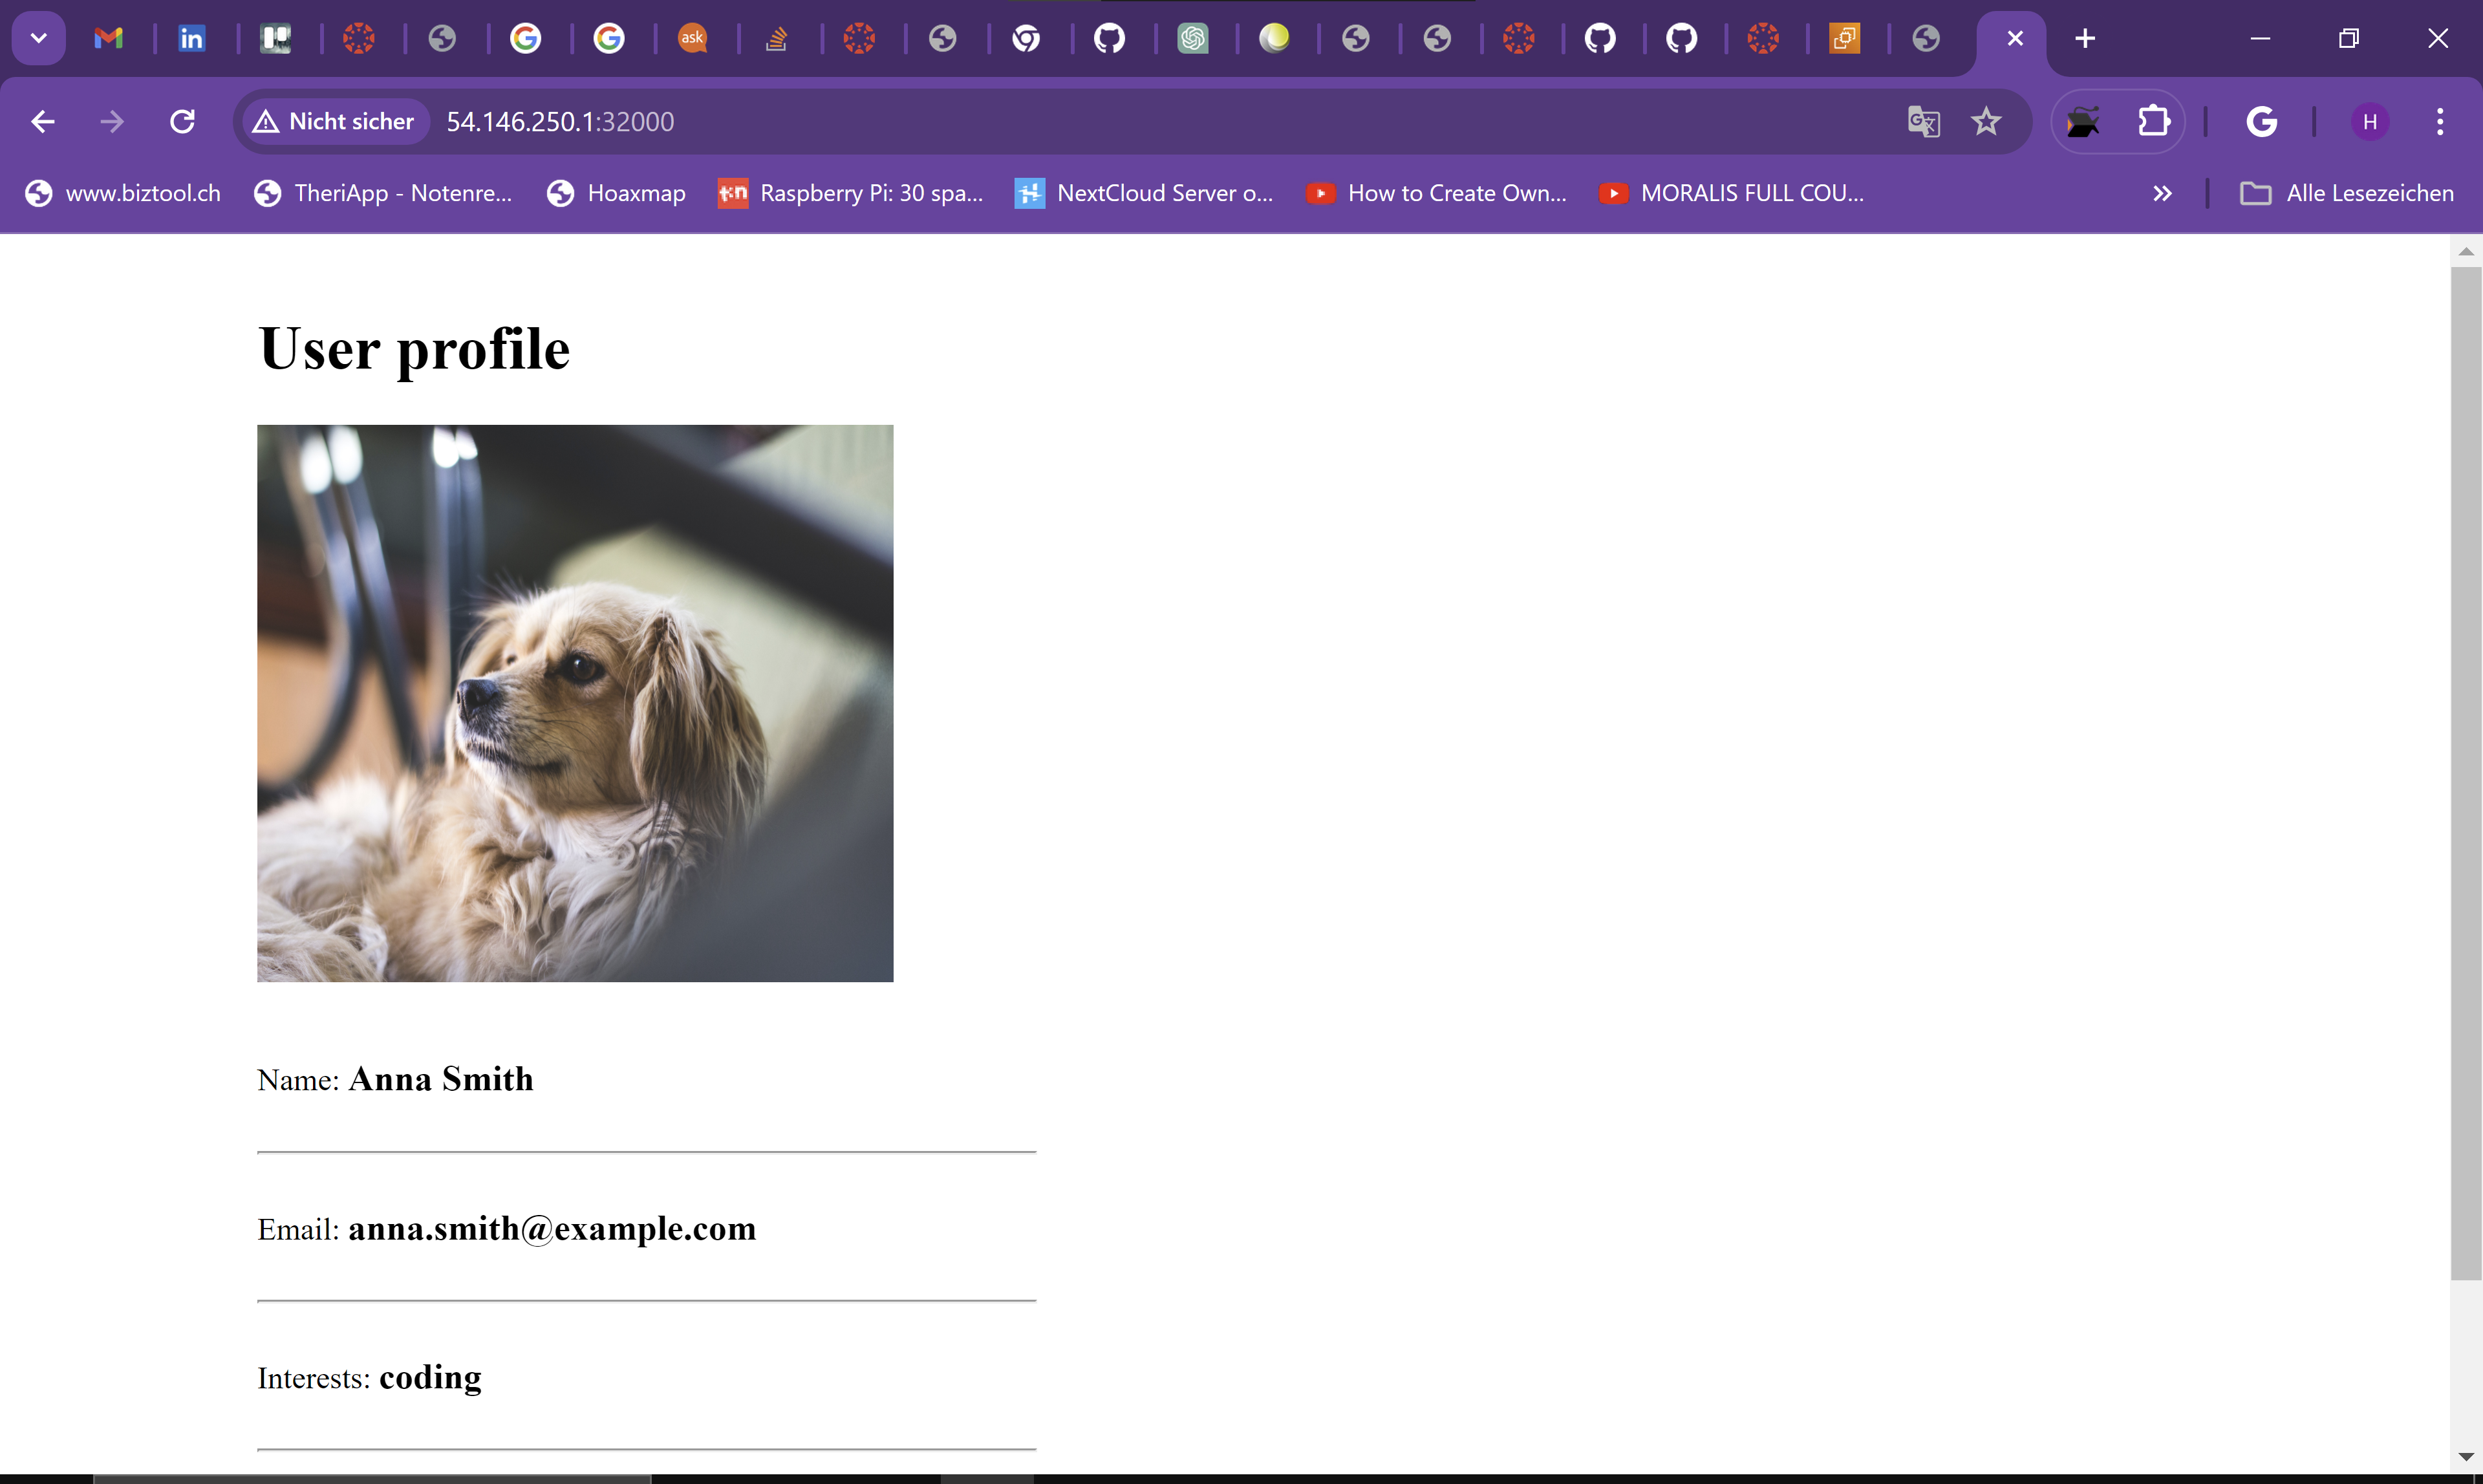 ask
Nicht sicher 54.146.250.1:32000
H
www.biztool.ch TheriApp - Notenre... Hoaxmap Raspberry Pi: 30 spa... NextCloud Server o... How to Create Own... MORALIS FULL COU... Alle Lesezeichen
User profile
Name: Anna Smith
Email: anna.smith@example.com
Interests: coding